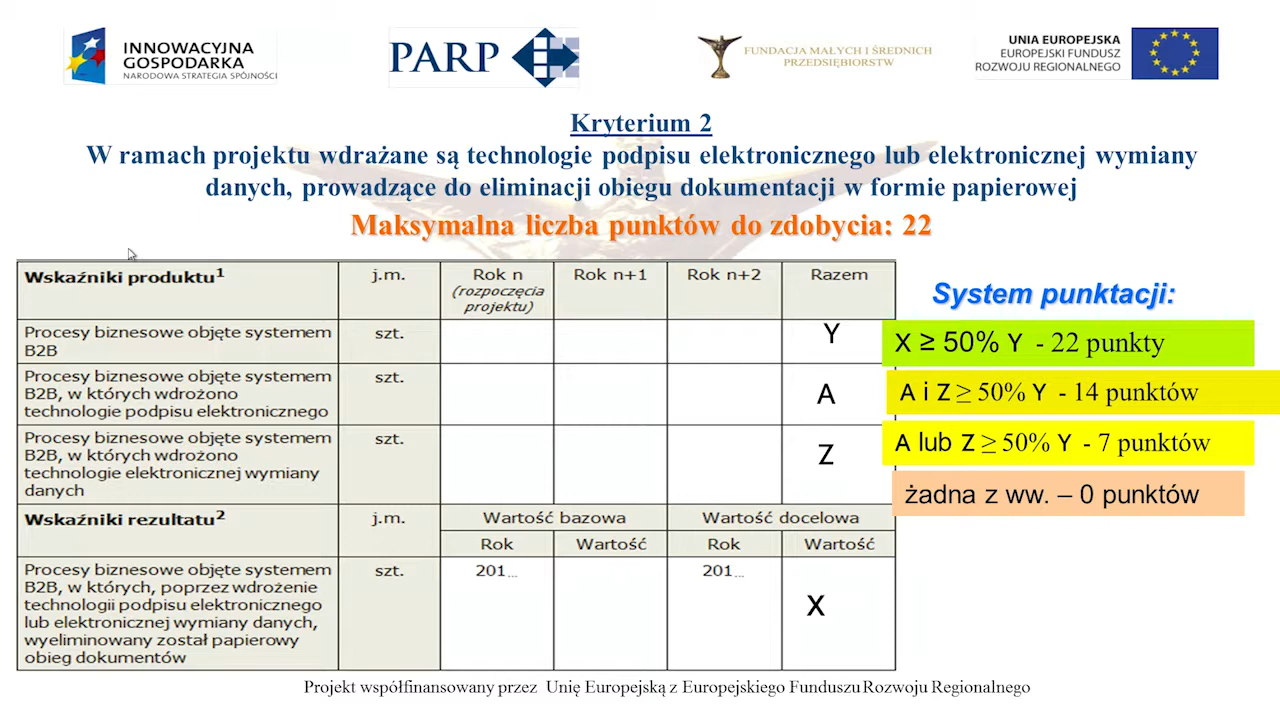 INNOWACYJNA
GOSPODARKA
NARODOWA STRATEGIA SPÓJNOŚCI
PARP
FUNDACJA MAŁYCH I ŚREDNICH
PRZEDSIĘBIORSTW
UNIA EUROPEJSKA
EUROPEJSKI FUNDUSZ
ROZWOJU REGIONALNEGO
Kryterium 2
W ramach projektu wdrażane są technologie podpisu elektronicznego lub elektronicznej wymiany
danych, prowadzące do eliminacji obiegu dokumentacji w formie papierowej
Maksymalna liczba punktów do zdobycia: 22
Wskaźniki produktu1 j.m. Rok n Rok n+1 Rok n+2 Razem
(rozpoczęcia
projektu)
Procesy biznesowe objęte systemem
B2B
szt.
Y
Procesy biznesowe objęte systemem
B2B, w których wdrożono
technologie podpisu elektronicznego
szt.
A
Procesy biznesowe objęte systemem
B2B, w których wdrożono
technologie elektronicznej wymiany
danych
szt.
Z
Wskaźniki rezultatu2 j.m. Wartość bazowa Wartość docelowa
Rok Wartość Rok Wartość
Procesy biznesowe objęte systemem
B2B, w których, poprzez wdrożenie
technologii podpisu elektronicznego
lub elektronicznej wymiany danych,
wyeliminowany został papierowy
obieg dokumentów
szt.
201... 201...
X
System punktacji:
X ≥ 50% Y - 22 punkty
A i Z ≥ 50% Y - 14 punktów
A lub Z ≥ 50% Y - 7 punktów
żadna z ww. – 0 punktów
Projekt współfinansowany przez Unię Europejską z Europejskiego Funduszu Rozwoju Regionalnego